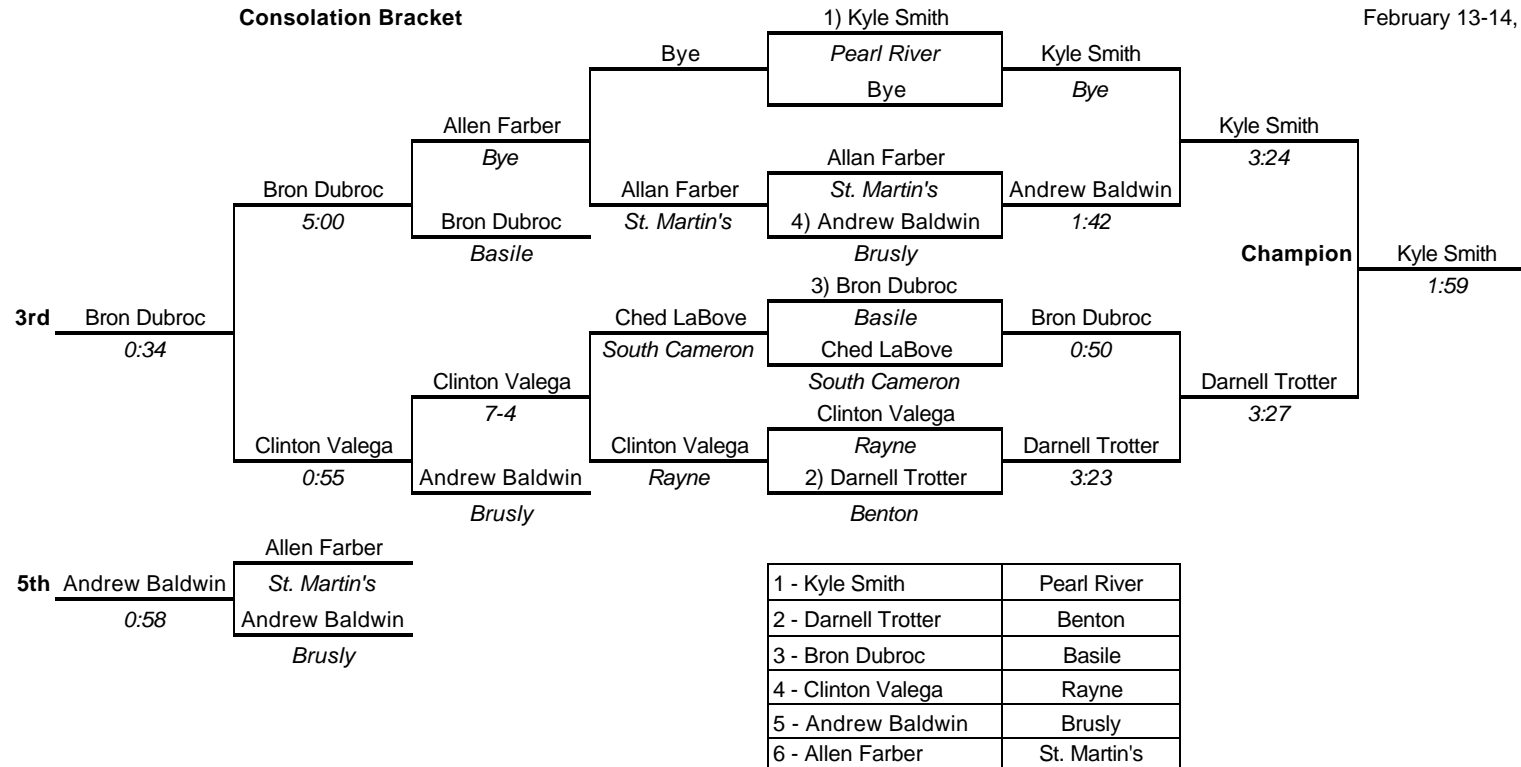 Consolation Bracket 1) Kyle Smith February 13-14,
Bye Pearl River Kyle Smith
Bye Bye
Allen Farber Kyle Smith
Bye Allan Farber 3:24
Bron Dubroc Allan Farber St. Martin's Andrew Baldwin
5:00 Bron Dubroc St. Martin's 4) Andrew Baldwin 1:42
Basile Brusly Champion Kyle Smith
3) Bron Dubroc 1:59
3rd Bron Dubroc Ched LaBove Basile Bron Dubroc
0:34 South Cameron Ched LaBove 0:50
Clinton Valega South Cameron Darnell Trotter
7-4 Clinton Valega 3:27
Clinton Valega Clinton Valega Rayne Darnell Trotter
0:55 Andrew Baldwin Rayne 2) Darnell Trotter 3:23
Brusly Benton
Allen Farber
5th Andrew Baldwin St. Martin's 1 - Kyle Smith Pearl River
0:58 Andrew Baldwin 2 - Darnell Trotter Benton
Brusly 3 - Bron Dubroc Basile
4 - Clinton Valega Rayne
5 - Andrew Baldwin Brusly
6 - Allen Farber St. Martin's